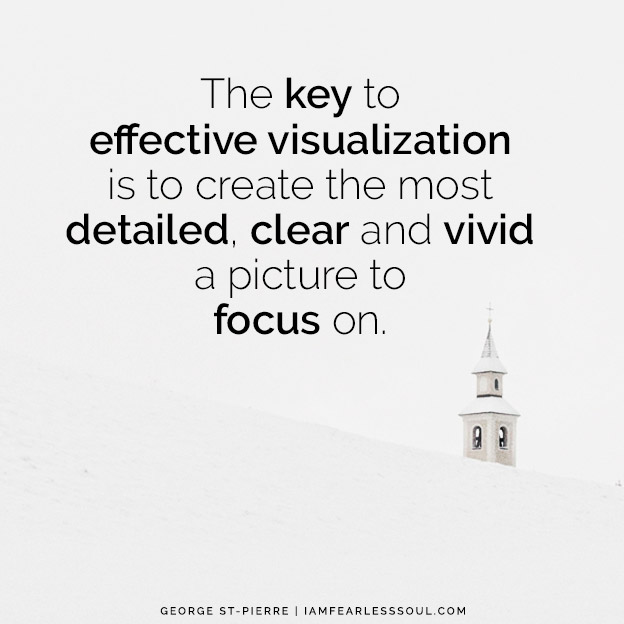 The key to
effective visualization
is to create the most
detailed, clear and vivid
a picture to
focus on.
GEORGE ST-PIERRE | IAMFEARLESSSOUL.COM